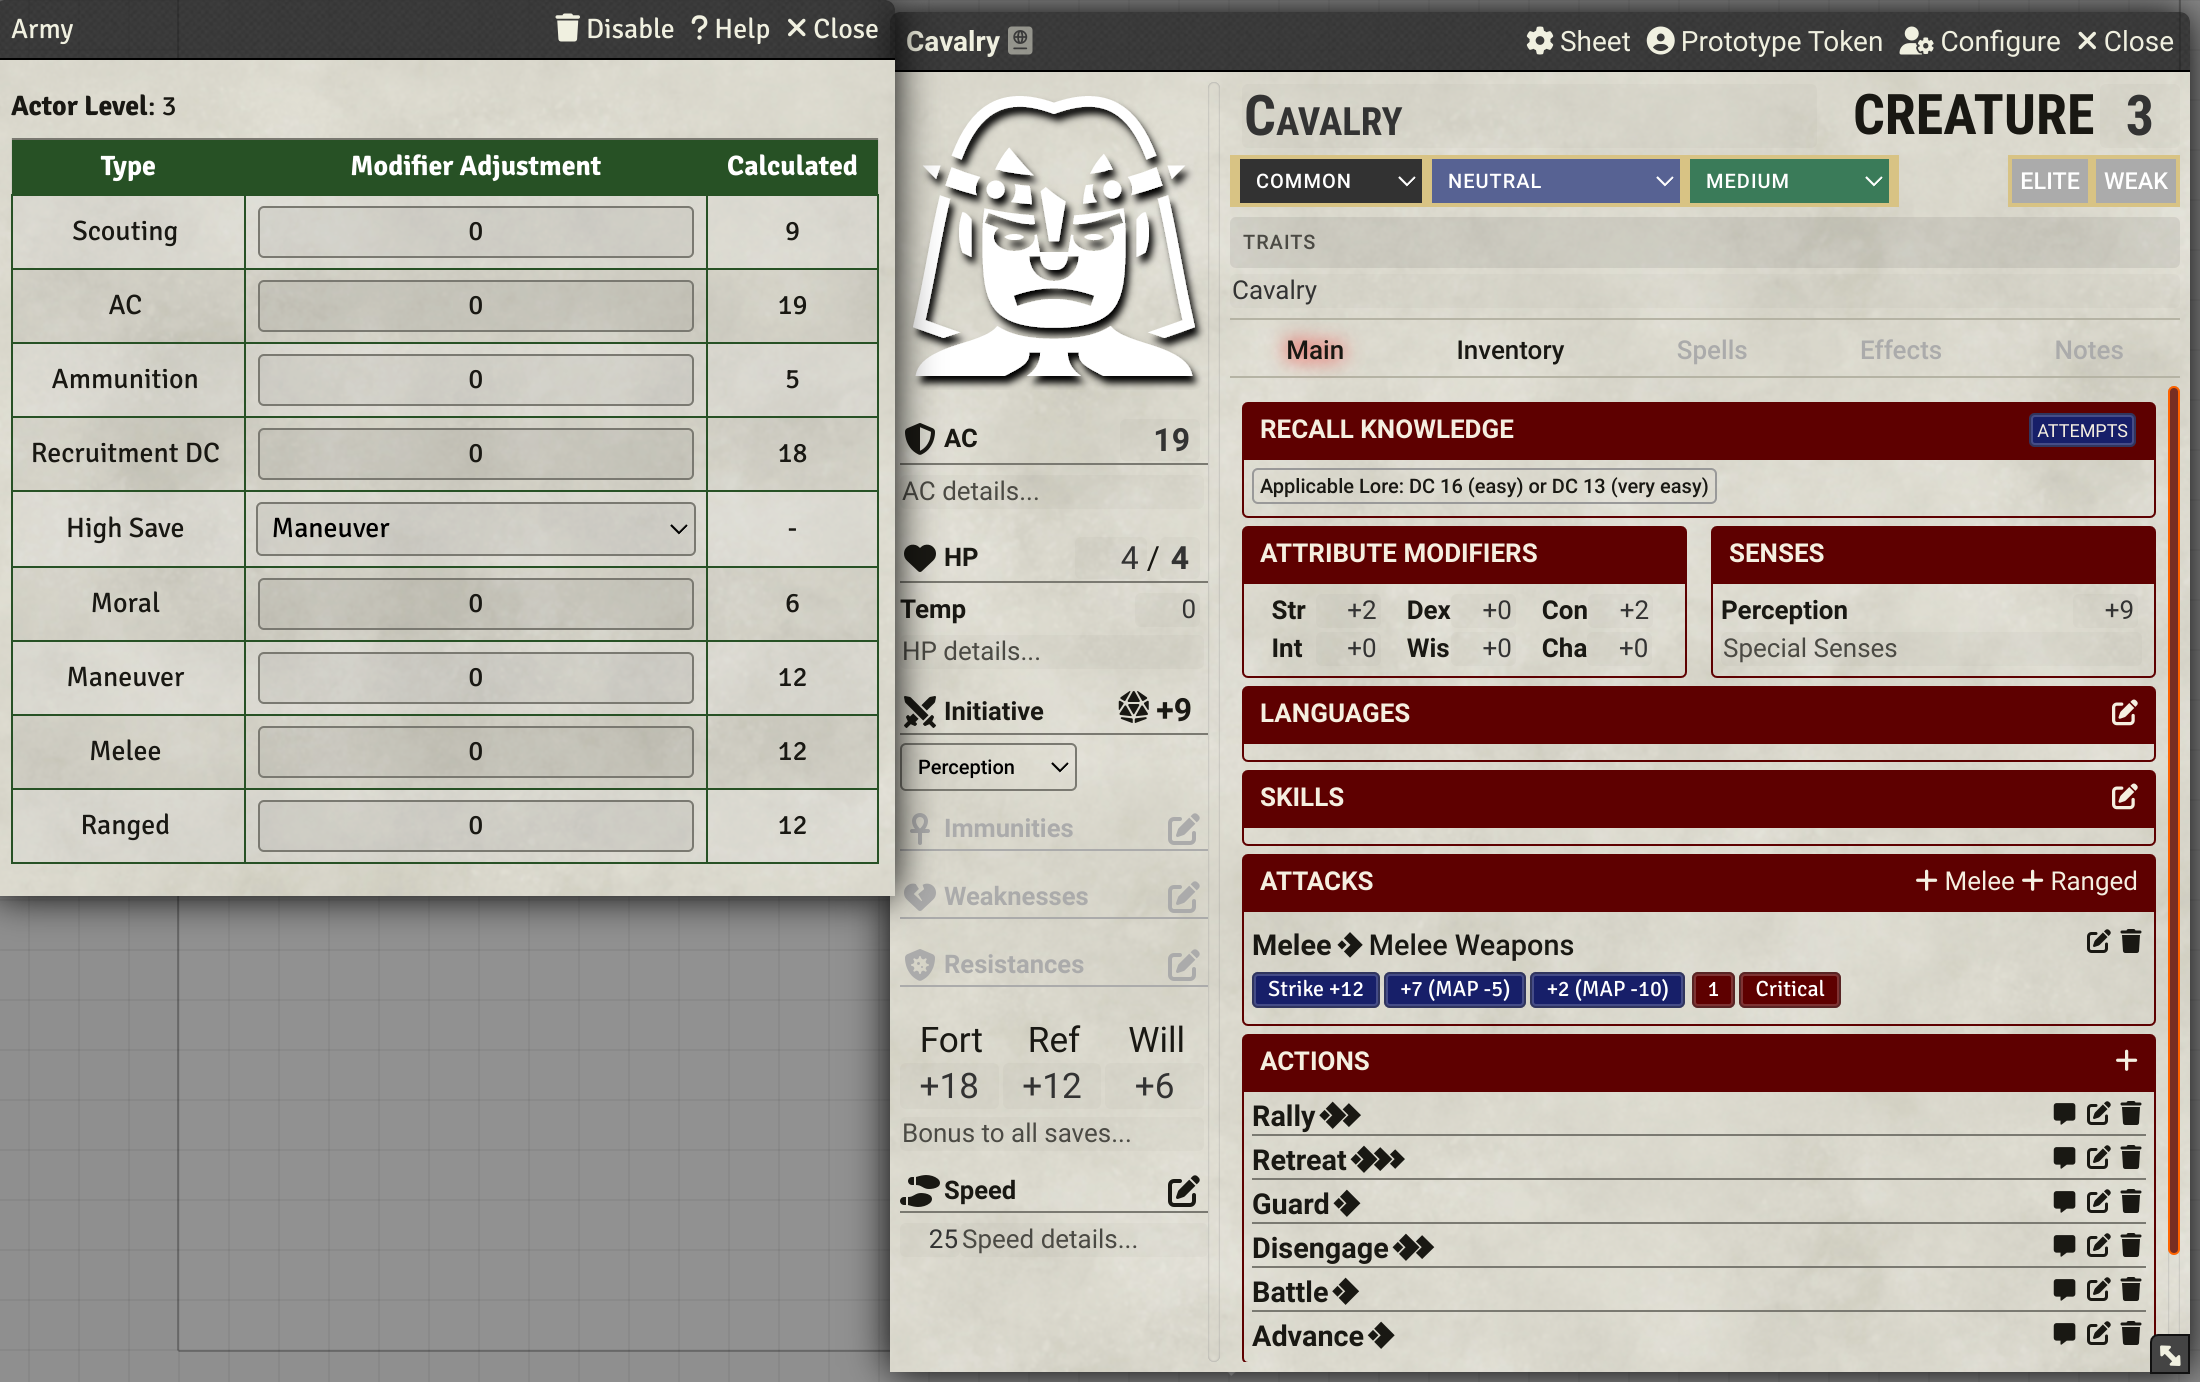 Army Disable ? Help Close
Actor Level: 3
Type Modifier Adjustment Calculated
Scouting 0 9
AC 0 19
Ammunition 0 5
Recruitment DC 0 18
High Save Maneuver -
Moral 0 6
Maneuver 0 12
Melee 0 12
Ranged 0 12
Cavalry Sheet Prototype Token Configure Close
AC 19
AC details...
HP 4 / 4
Temp 0
HP details...
Initiative +9
Perception
Immunities
Weaknesses
Resistances
Fort Ref Will
+18 +12 +6
Bonus to all saves...
Speed
25 Speed details...
Cavalry CREATURE 3
COMMON NEUTRAL MEDIUM ELITE WEAK
TRAITS
Cavalry
Main Inventory Spells Effects Notes
RECALL KNOWLEDGE ATTEMPTS
Applicable Lore: DC 16 (easy) or DC 13 (very easy)
ATTRIBUTE MODIFIERS
Str +2 Dex +0 Con +2
Int +0 Wis +0 Cha +0
SENSES
Perception +9
Special Senses
LANGUAGES
SKILLS
ATTACKS + Melee + Ranged
Melee Melee Weapons
Strike +12 +7 (MAP -5) +2 (MAP -10) 1 Critical
ACTIONS +
Rally
Retreat
Guard
Disengage
Battle
Advance